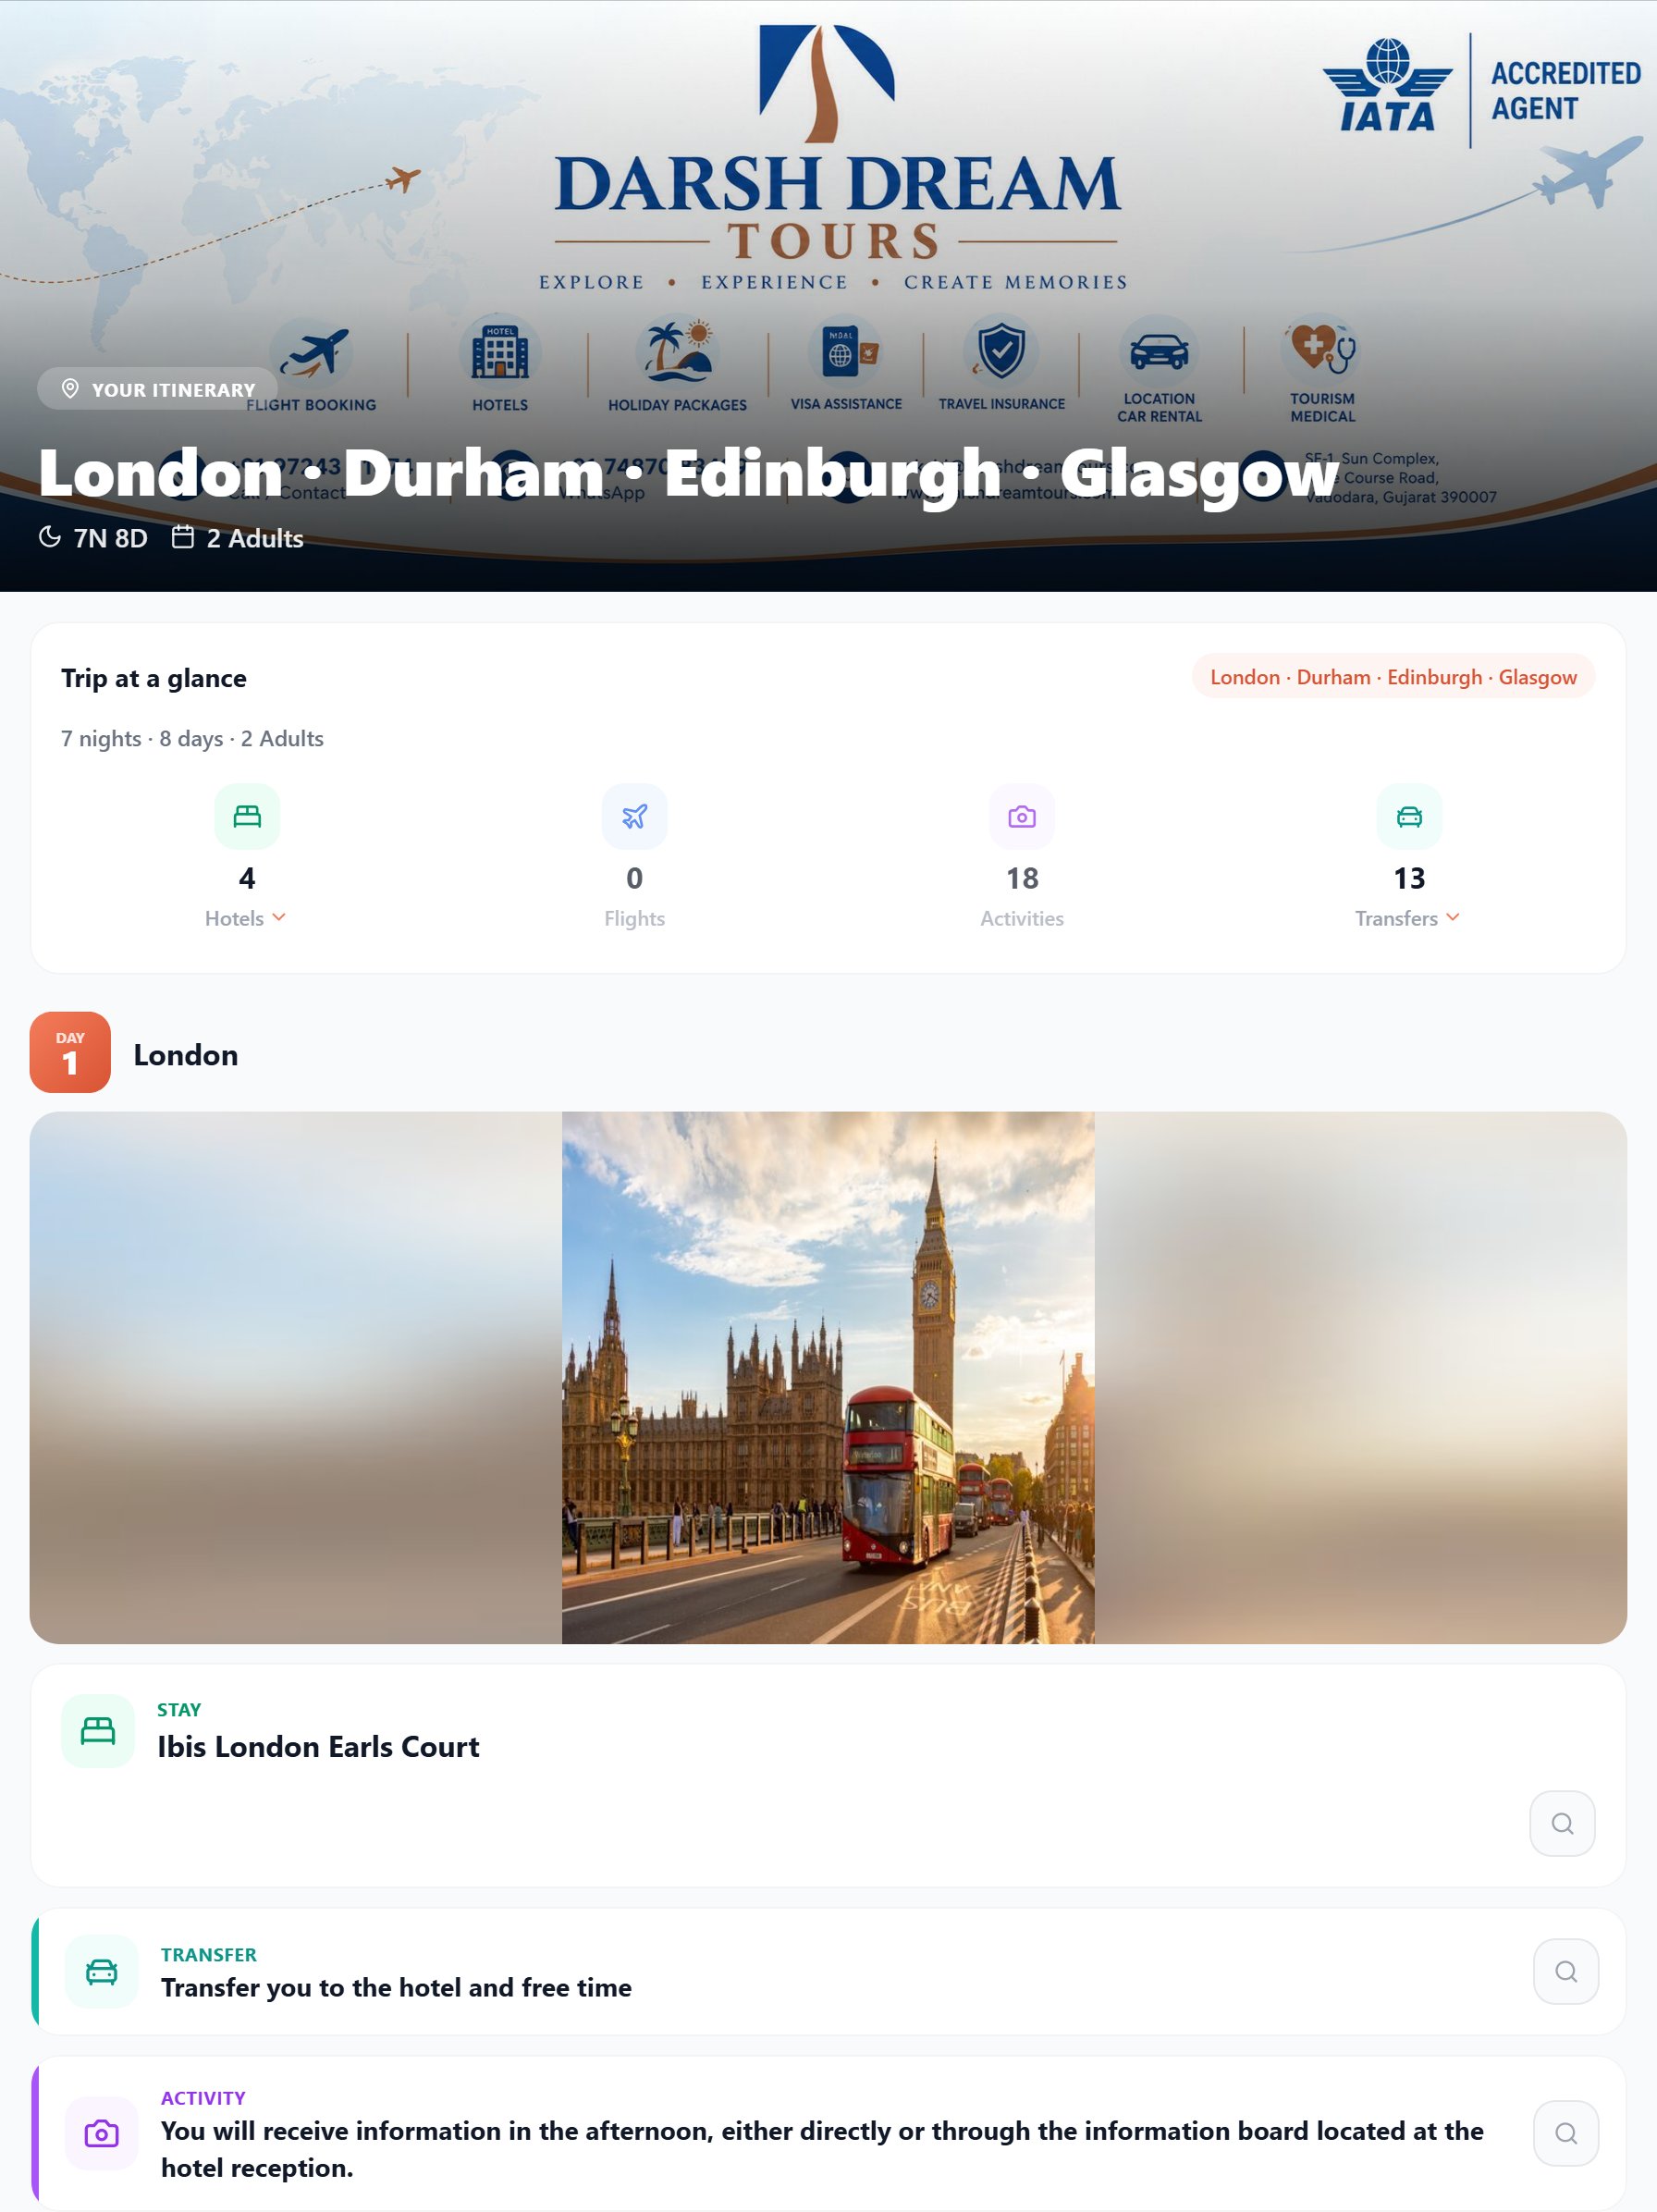 DARSH DREAM
TOURS
EXPLORE • EXPERIENCE • CREATE MEMORIES
IATA
ACCREDITED
AGENT
YOUR ITINERARY
FLIGHT BOOKING
HOTEL
HOTELS
HOLIDAY PACKAGES
VISA ASSISTANCE
TRAVEL INSURANCE
LOCATION
CAR RENTAL
TOURISM
MEDICAL
London · Durham · Edinburgh · Glasgow
Contact
WhatsApp
SF-1, Sun Complex,
Course Road,
Vadodara, Gujarat 390007
7N 8D
2 Adults
Trip at a glance
London · Durham · Edinburgh · Glasgow
7 nights · 8 days · 2 Adults
4
Hotels
0
Flights
18
Activities
13
Transfers
DAY
1
London
STAY
Ibis London Earls Court
TRANSFER
Transfer you to the hotel and free time
ACTIVITY
You will receive information in the afternoon, either directly or through the information board located at the
hotel reception.